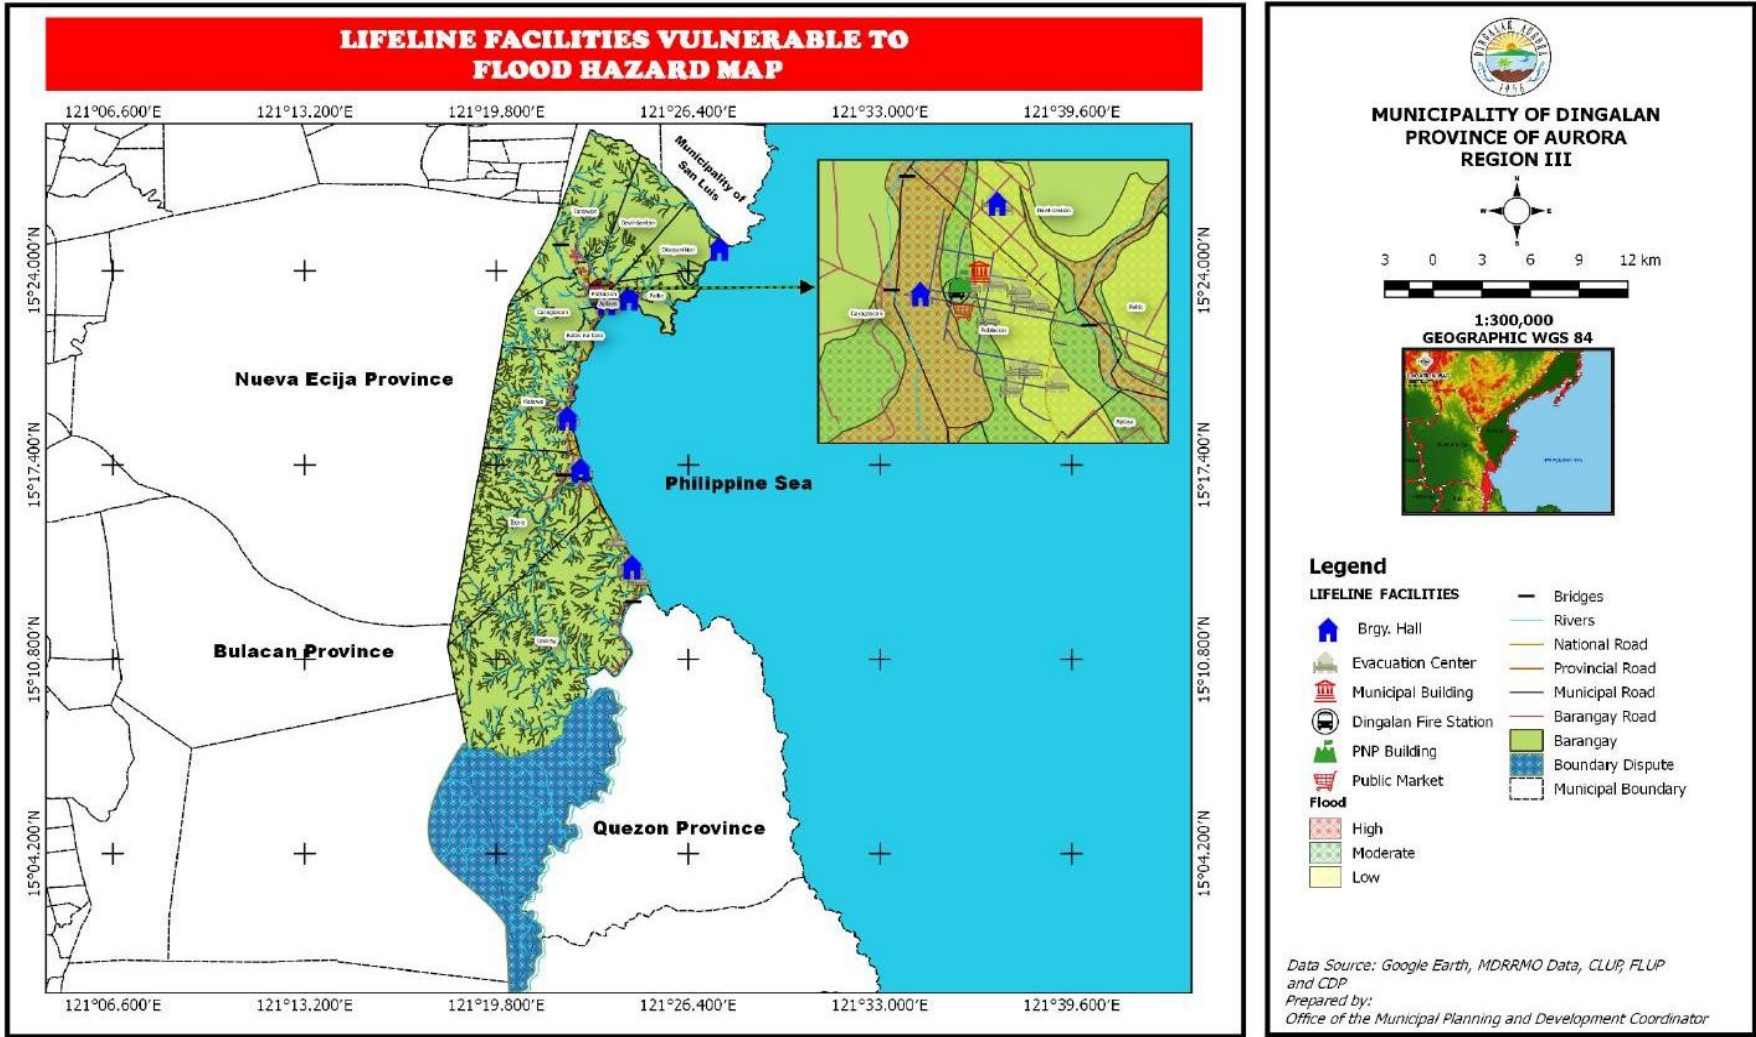 LIFELINE FACILITIES VULNERABLE TO
FLOOD HAZARD MAP
121°06.600'E 121°13.200'E 121°19.800'E 121°26.400'E 121°33.000'E 121°39.600'E
15°24.000'N
15°17.400'N
15°10.800'N
15°04.200'N
Municipality of
San Luis
Nueva Ecija Province
Philippine Sea
Bulacan Province
Quezon Province
Poblacion
Caragsacan
Paltic
Aplaya
15°24.000'N
15°17.400'N
15°10.800'N
15°04.200'N
121°06.600'E 121°13.200'E 121°19.800'E 121°26.400'E 121°33.000'E 121°39.600'E
DINGALAN AURORA
1956
MUNICIPALITY OF DINGALAN
PROVINCE OF AURORA
REGION III
N
W E
S
3 0 3 6 9 12 km
1:300,000
GEOGRAPHIC WGS 84
Legend
LIFELINE FACILITIES
Brgy. Hall
Evacuation Center
Municipal Building
Dingalan Fire Station
PNP Building
Public Market
Flood
High
Moderate
Low
Bridges
Rivers
National Road
Provincial Road
Municipal Road
Barangay Road
Barangay
Boundary Dispute
Municipal Boundary
Data Source: Google Earth, MDRRMO Data, CLUP, FLUP
and CDP
Prepared by:
Office of the Municipal Planning and Development Coordinator